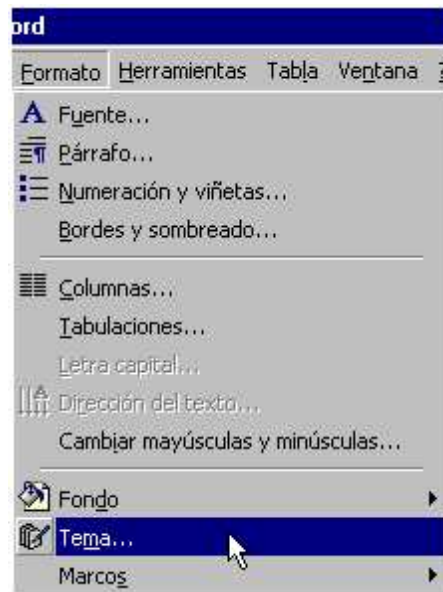 ord
Formato Herramientas Tabla Ventana ?
Fuente...
Párrafo...
Numeración y viñetas...
Bordes y sombreado...
Columnas...
Tabulaciones...
Letra capital...
Dirección del texto...
Cambiar mayúsculas y minúsculas...
Fondo
Tema...
Marcos